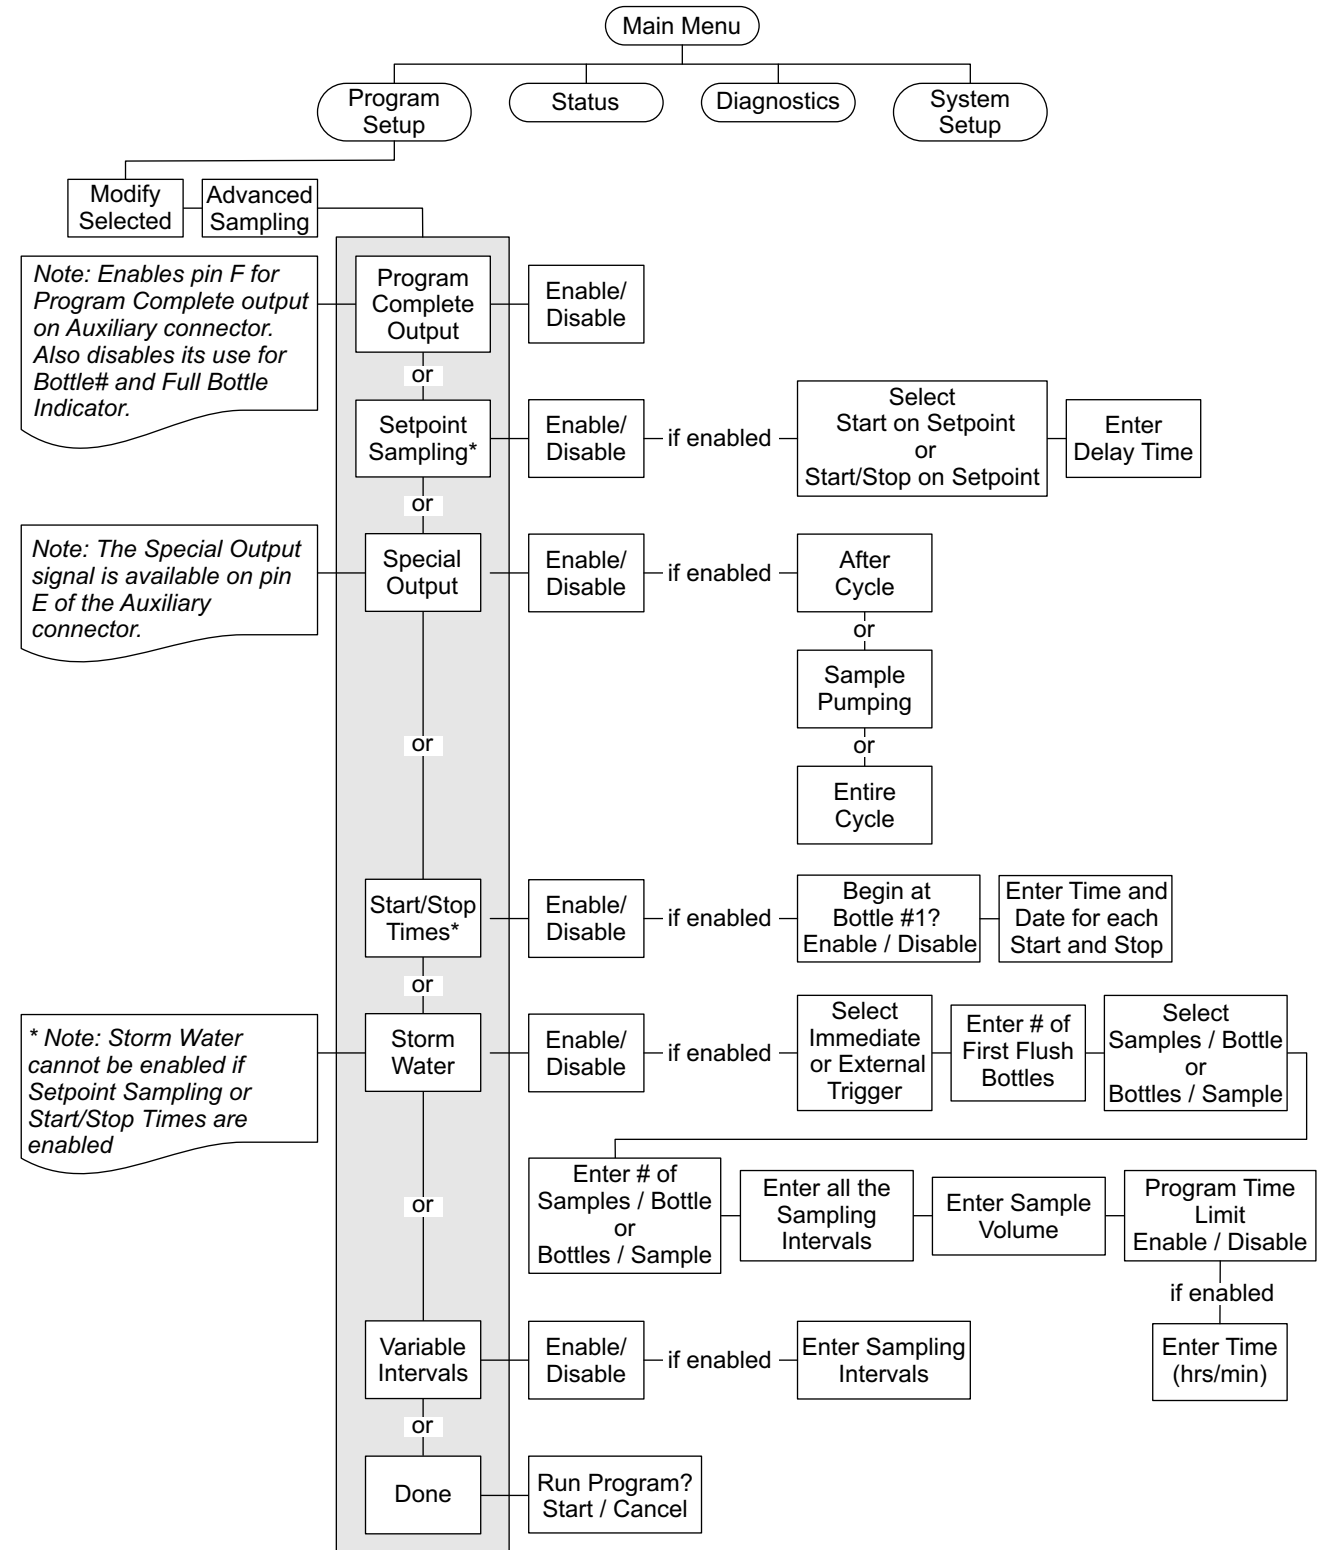 Main Menu
Program
Setup
Status
Diagnostics
System
Setup
Modify
Selected
Advanced
Sampling
Note: Enables pin F for
Program Complete output
on Auxiliary connector.
Also disables its use for
Bottle# and Full Bottle
Indicator.
Program
Complete
Output
Enable/
Disable
or
Setpoint
Sampling*
Enable/
Disable
if enabled
Select
Start on Setpoint
or
Start/Stop on Setpoint
Enter
Delay Time
or
Note: The Special Output
signal is available on pin
E of the Auxiliary
connector.
Special
Output
Enable/
Disable
if enabled
After
Cycle
or
Sample
Pumping
or
Entire
Cycle
or
Start/Stop
Times*
Enable/
Disable
if enabled
Begin at
Bottle #1?
Enable / Disable
Enter Time and
Date for each
Start and Stop
or
* Note: Storm Water
cannot be enabled if
Setpoint Sampling or
Start/Stop Times are
enabled
Storm
Water
Enable/
Disable
if enabled
Select
Immediate
or External
Trigger
Enter # of
First Flush
Bottles
Select
Samples / Bottle
or
Bottles / Sample
Enter # of
Samples / Bottle
or
Bottles / Sample
Enter all the
Sampling
Intervals
Enter Sample
Volume
Program Time
Limit
Enable / Disable
if enabled
Enter Time
(hrs/min)
or
Variable
Intervals
Enable/
Disable
if enabled
Enter Sampling
Intervals
or
Done
Run Program?
Start / Cancel